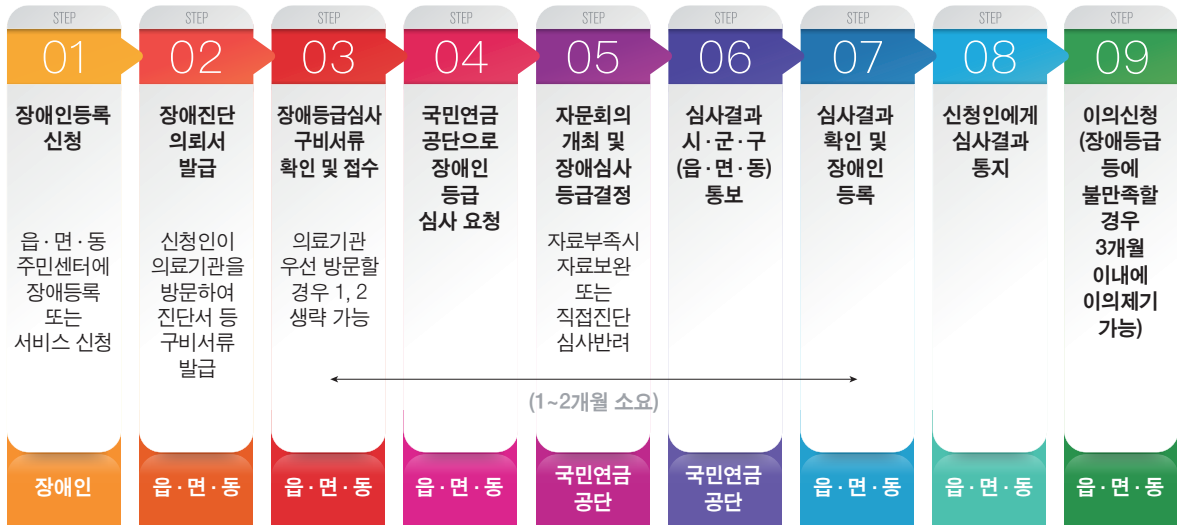 STEP
01
장애인등록
신청
읍·면·동
주민센터에
장애등록
또는
서비스 신청
장애인
STEP
02
장애진단
의뢰서
발급
신청인이
의료기관을
방문하여
진단서 등
구비서류
발급
읍·면·동
STEP
03
장애등급심사
구비서류
확인 및 접수
의료기관
우선 방문할
경우 1, 2
생략 가능
읍·면·동
STEP
04
국민연금
공단으로
장애인
등급
심사 요청
읍·면·동
STEP
05
자문회의
개최 및
장애심사
등급결정
자료부족시
자료보완
또는
직접진단
심사반려
국민연금
공단
STEP
06
심사결과
시·군·구
(읍·면·동)
통보
국민연금
공단
STEP
07
심사결과
확인 및
장애인
등록
읍·면·동
STEP
08
신청인에게
심사결과
통지
읍·면·동
STEP
09
이의신청
(장애등급
등에
불만족할
경우
3개월
이내에
이의제기
가능)
읍·면·동
(1~2개월 소요)